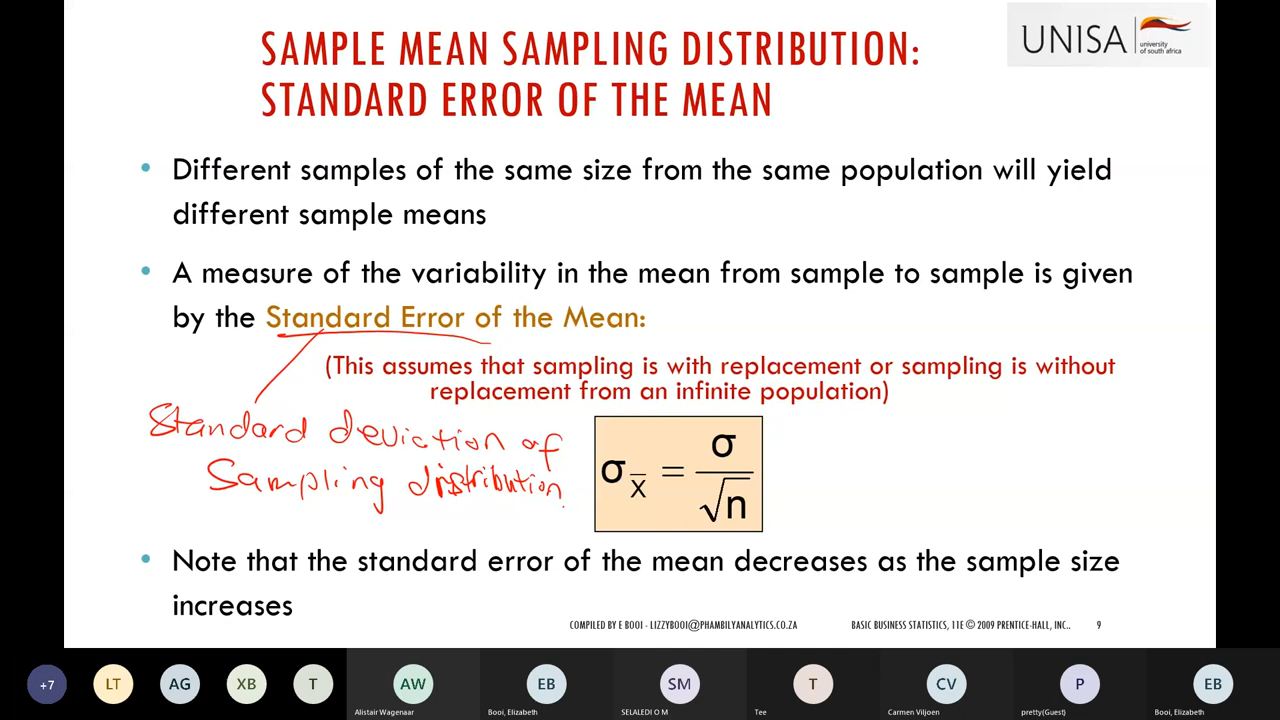 SAMPLE MEAN SAMPLING DISTRIBUTION:
STANDARD ERROR OF THE MEAN
UNISA
university
of south africa
• Different samples of the same size from the same population will yield
different sample means
• A measure of the variability in the mean from sample to sample is given
by the Standard Error of the Mean:
(This assumes that sampling is with replacement or sampling is without
replacement from an infinite population)
Standard deviation of
Sampling distribution
σX̄ = σ/√n
• Note that the standard error of the mean decreases as the sample size
increases
COMPILED BY E BOOI - LIZZYBOOI@PHAMBILYANALYTICS.CO.ZA
BASIC BUSINESS STATISTICS, 11E © 2009 PRENTICE-HALL, INC..
9
+7 LT AG XB T AW EB SM T CV P EB
Alistair Wagenaar Booi, Elizabeth SELALEDI O M Tee Carmen Viljoen pretty(Guest) Booi, Elizabeth